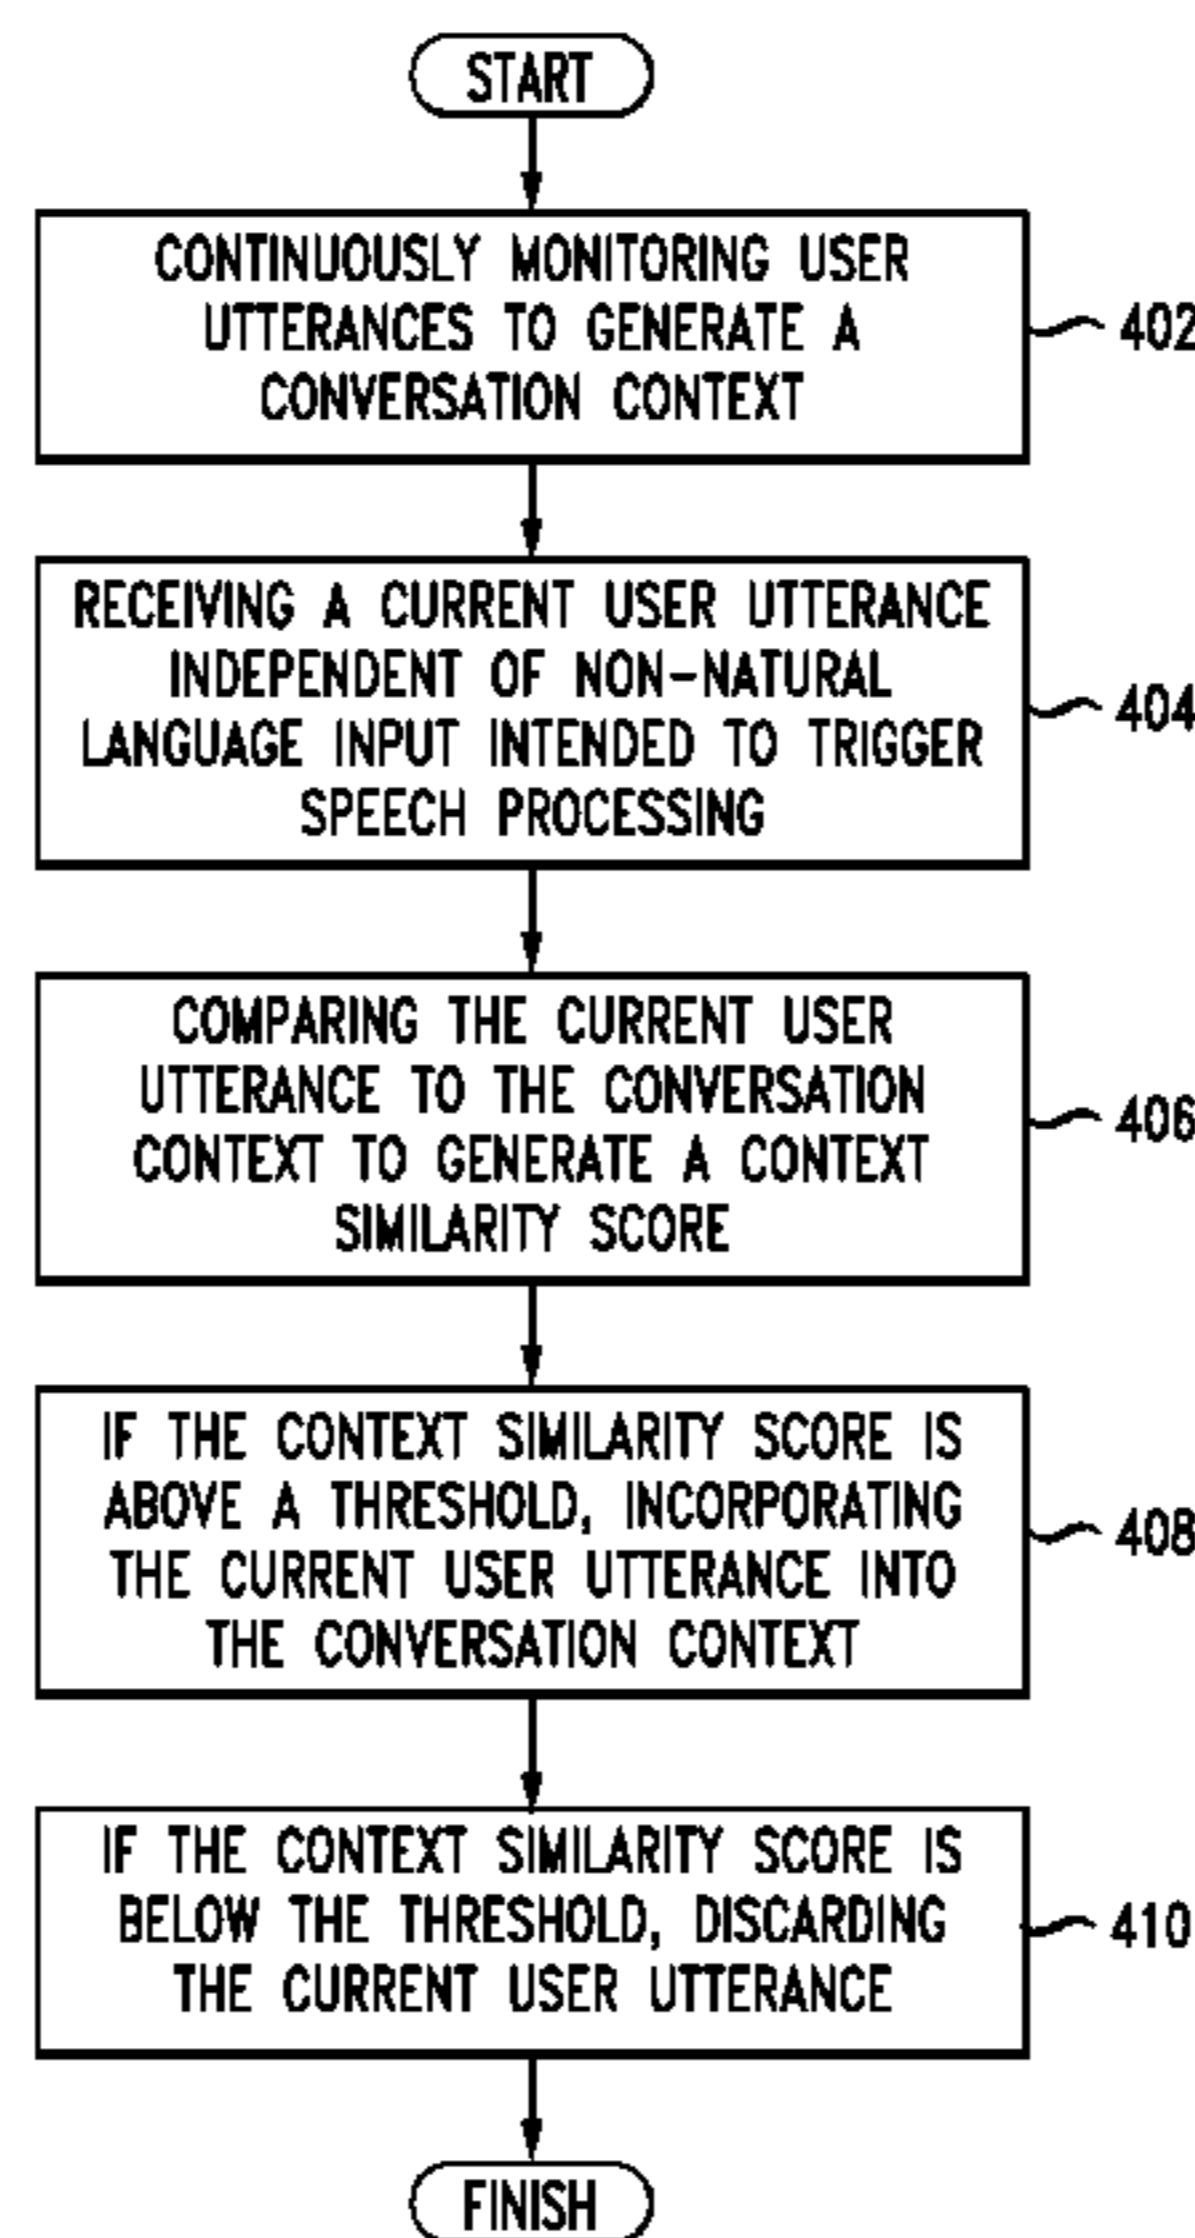 START
CONTINUOUSLY MONITORING USER
UTTERANCES TO GENERATE A
CONVERSATION CONTEXT
402
RECEIVING A CURRENT USER UTTERANCE
INDEPENDENT OF NON-NATURAL
LANGUAGE INPUT INTENDED TO TRIGGER
SPEECH PROCESSING
404
COMPARING THE CURRENT USER
UTTERANCE TO THE CONVERSATION
CONTEXT TO GENERATE A CONTEXT
SIMILARITY SCORE
406
IF THE CONTEXT SIMILARITY SCORE IS
ABOVE A THRESHOLD, INCORPORATING
THE CURRENT USER UTTERANCE INTO
THE CONVERSATION CONTEXT
408
IF THE CONTEXT SIMILARITY SCORE IS
BELOW THE THRESHOLD, DISCARDING
THE CURRENT USER UTTERANCE
410
FINISH